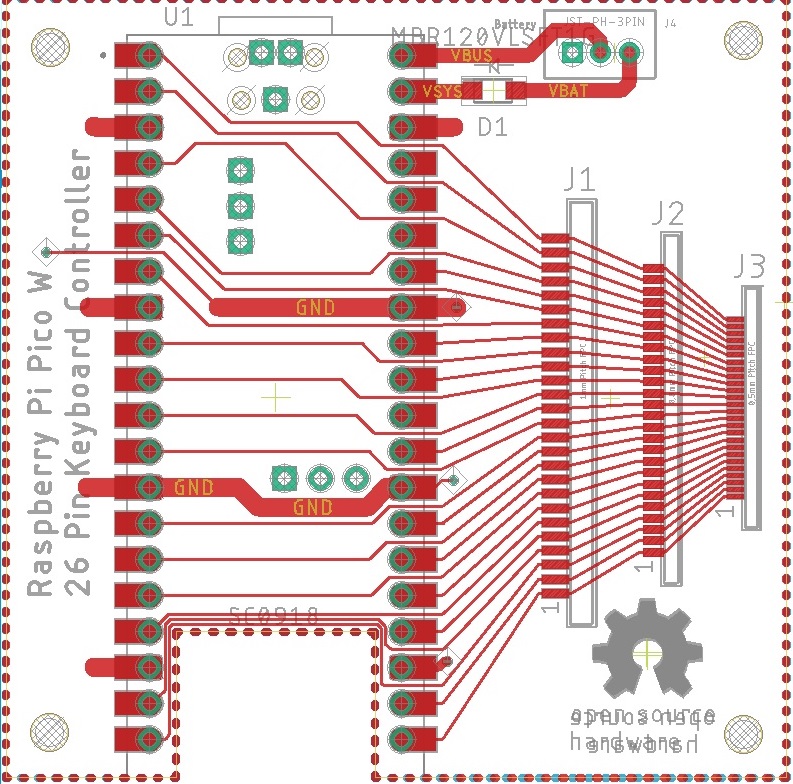 U1
MBR120VLSFT1G
Battery
JST-PH-3PIN
J4
VBUS
VSYS
VBAT
D1
J1
J2
J3
Raspberry Pi Pico W
26 Pin Keyboard Controller
GND
GND
GND
1mm Pitch FPC
0.5mm Pitch FPC
1
1
1
SC0918
open source
hardware